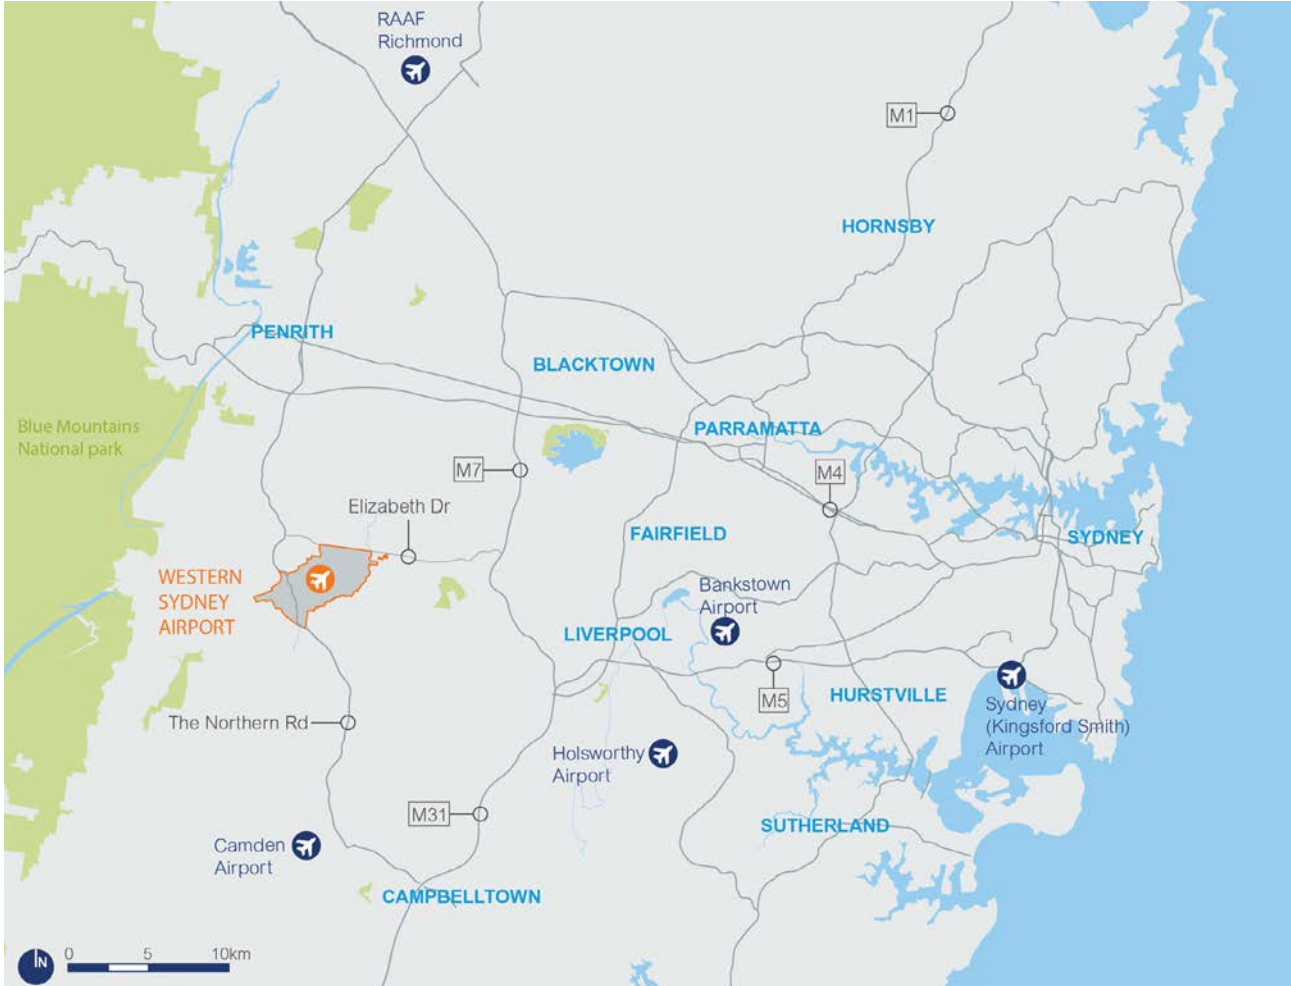 RAAF
Richmond
M1
HORNSBY
PENRITH
BLACKTOWN
Blue Mountains
National park
PARRAMATTA
M7
M4
Elizabeth Dr
FAIRFIELD
SYDNEY
WESTERN
SYDNEY
AIRPORT
Bankstown
Airport
LIVERPOOL
M5
HURSTVILLE
Sydney
(Kingsford Smith)
Airport
The Northern Rd
Holsworthy
Airport
M31
SUTHERLAND
Camden
Airport
CAMPBELLTOWN
N
0 5 10km